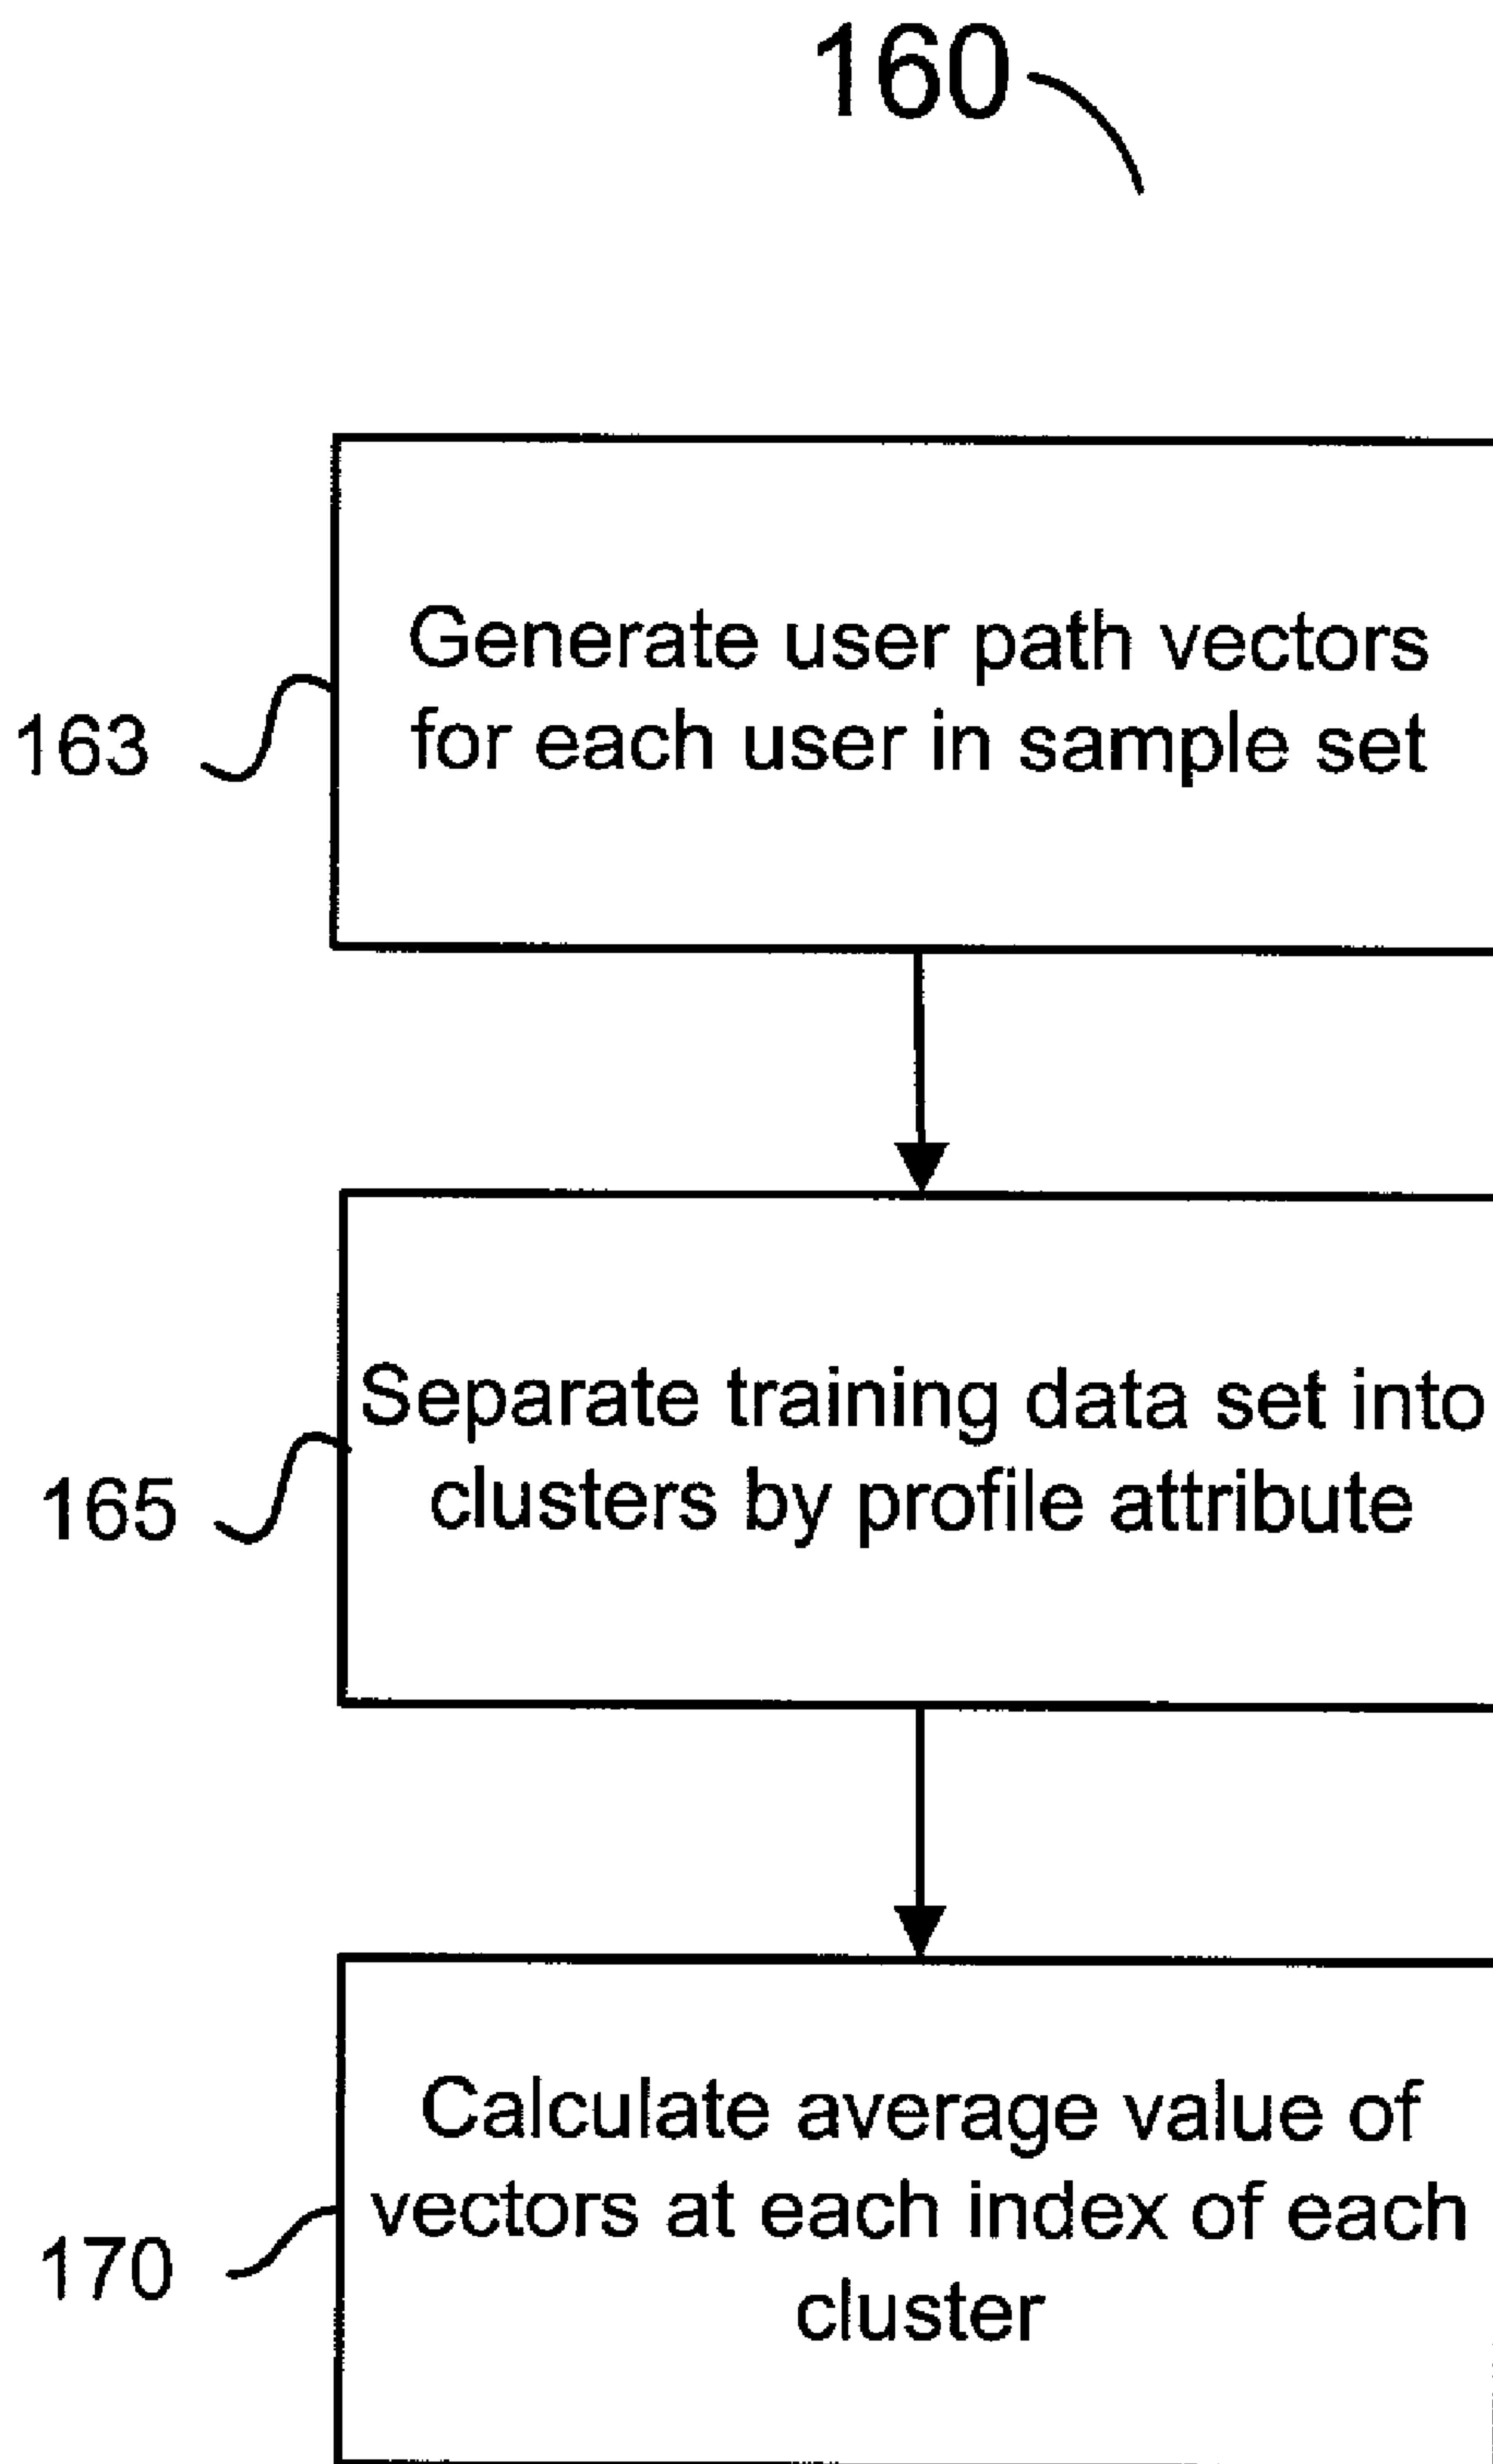 160
Generate user path vectors
for each user in sample set
163
Separate training data set into
clusters by profile attribute
165
Calculate average value of
vectors at each index of each
cluster
170